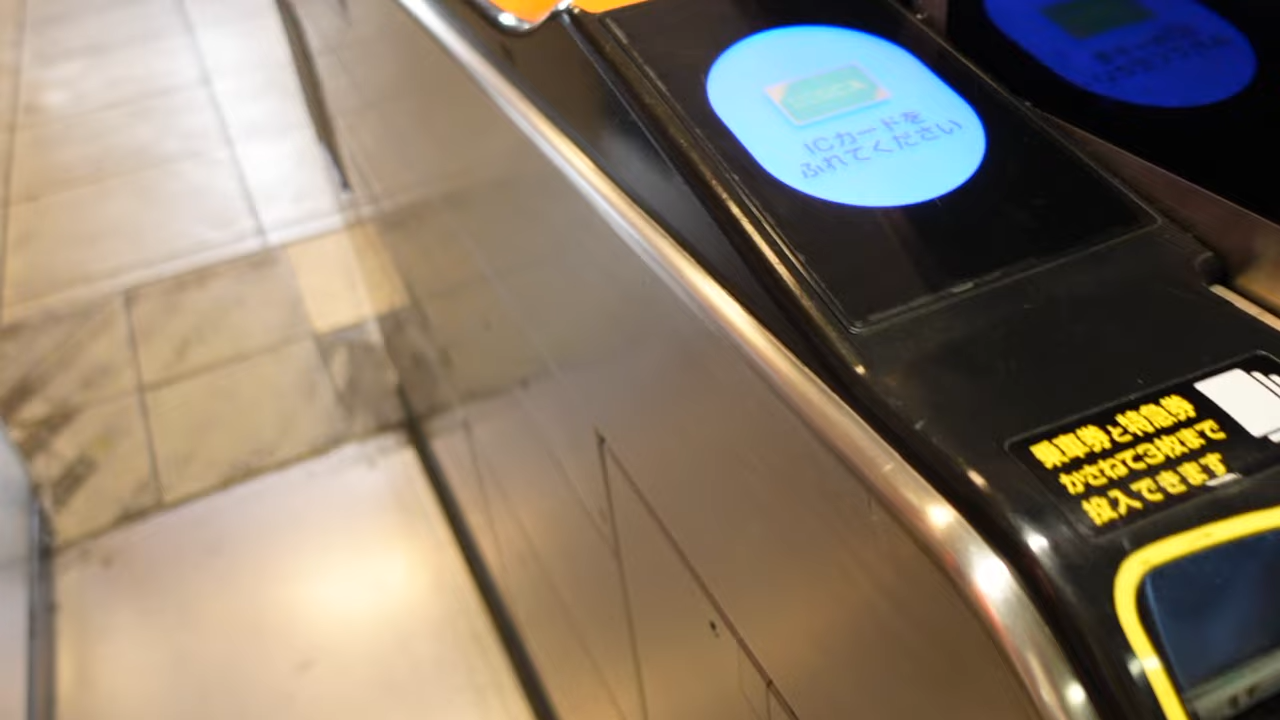 ICカードを
ふれてください
乗車券と特急券
かさねて3枚まで
投入できます